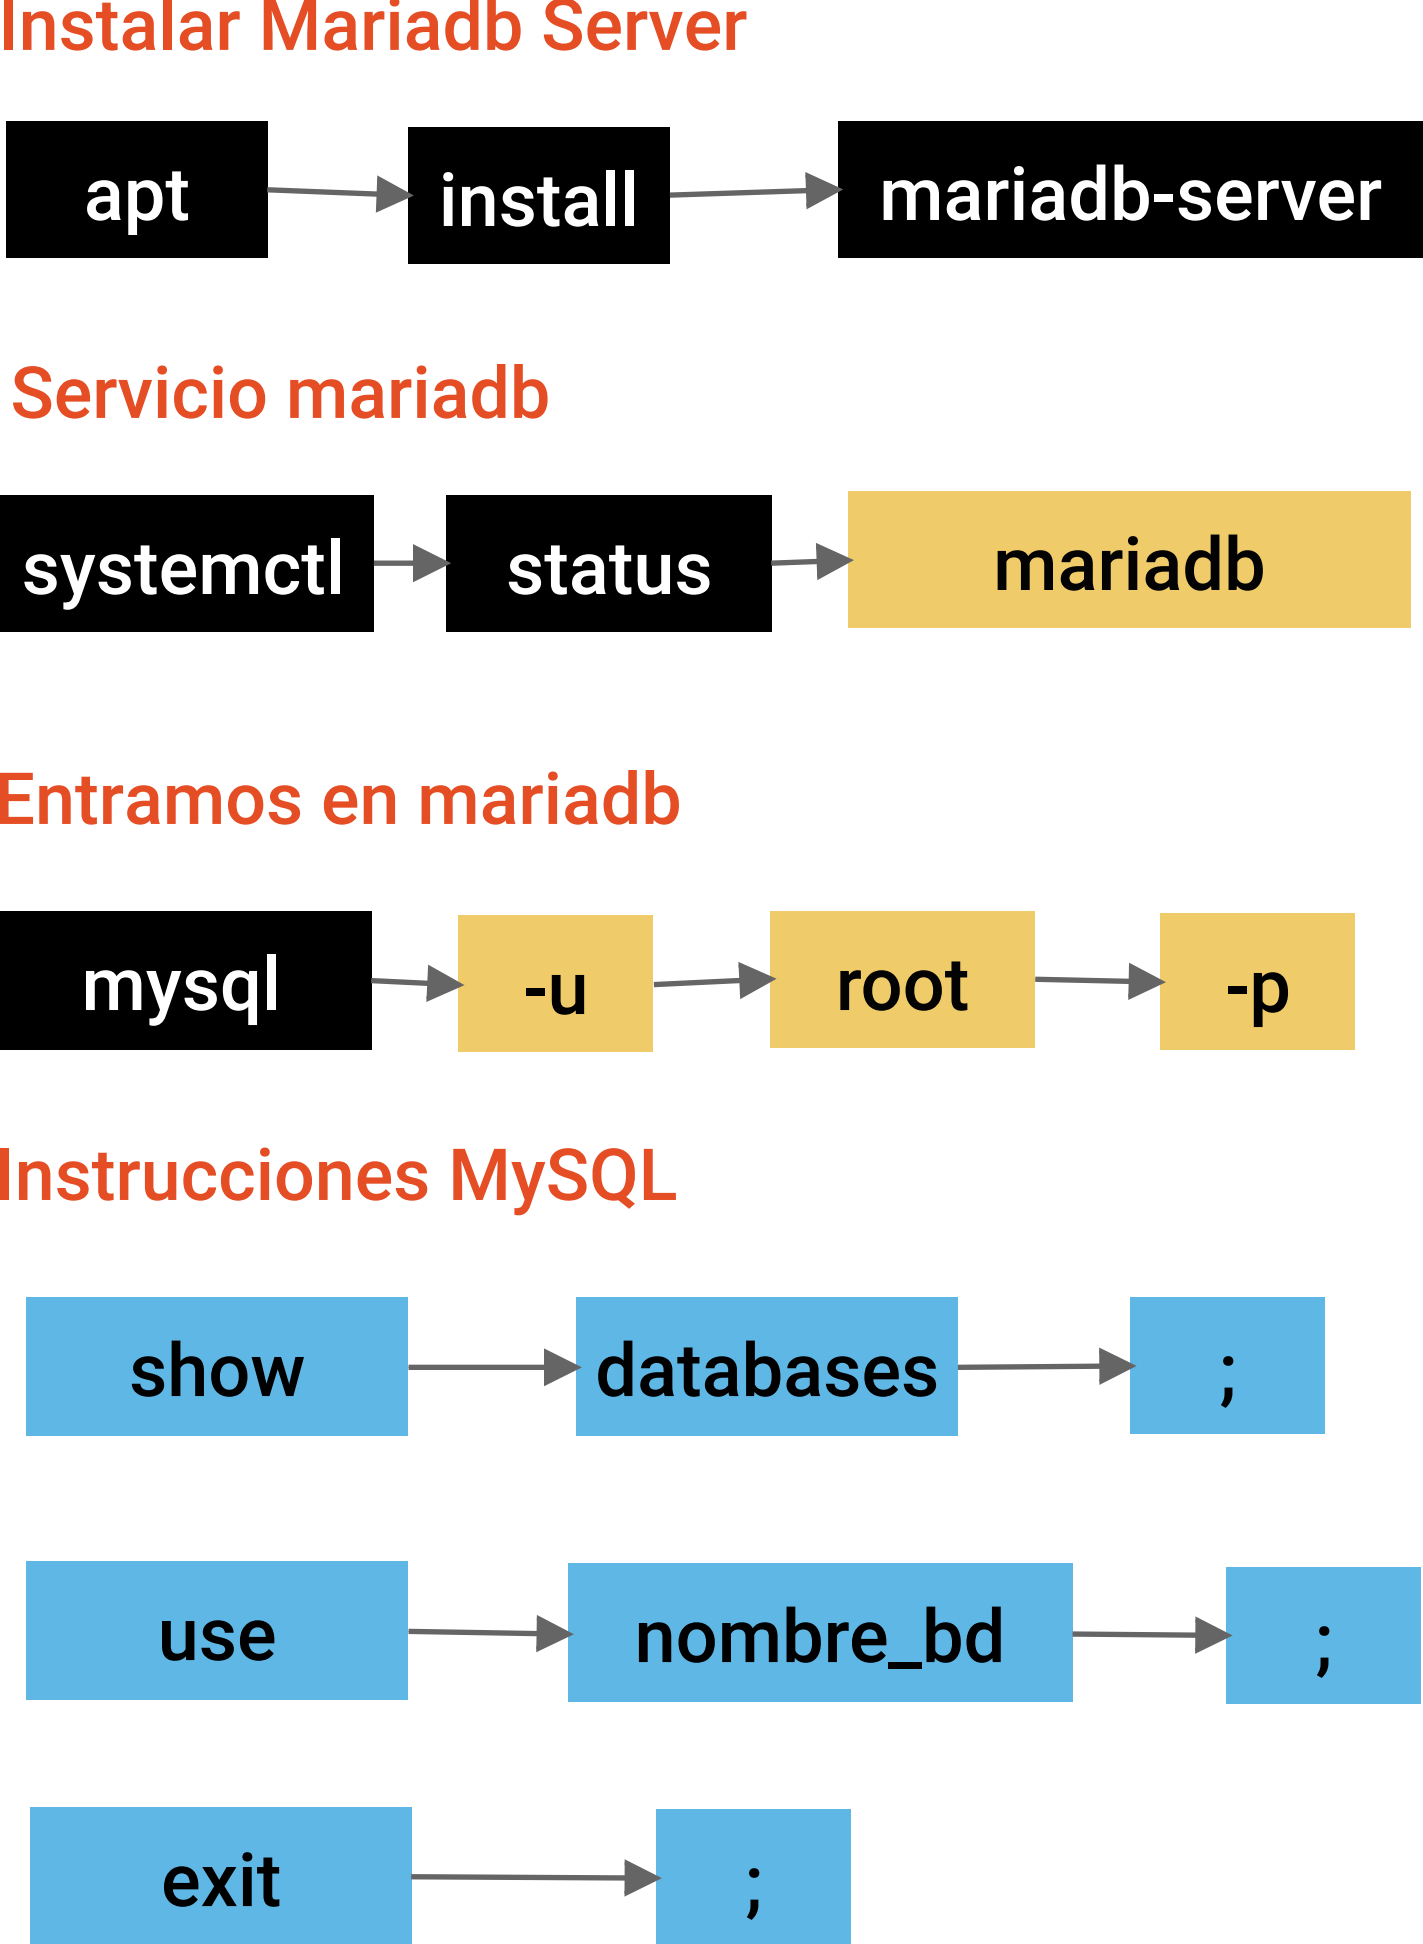 Instalar Mariadb Server
apt install mariadb-server
Servicio mariadb
systemctl status mariadb
Entramos en mariadb
mysql -u root -p
Instrucciones MySQL
show databases ;
use nombre_bd ;
exit ;